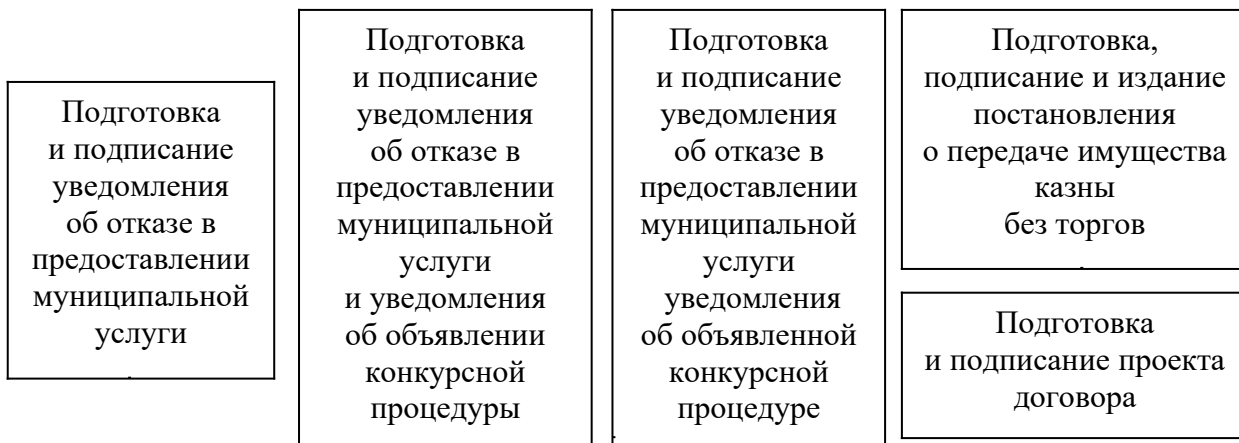 Подготовка
и подписание
уведомления
об отказе в
предоставлении
муниципальной
услуги
Подготовка
и подписание
уведомления
об отказе в
предоставлении
муниципальной
услуги
и уведомления
об объявлении
конкурсной
процедуры
Подготовка
и подписание
уведомления
об отказе в
предоставлении
муниципальной
услуги
уведомления
об объявленной
конкурсной
процедуре
Подготовка,
подписание и издание
постановления
о передаче имущества
казны
без торгов
Подготовка
и подписание проекта
договора